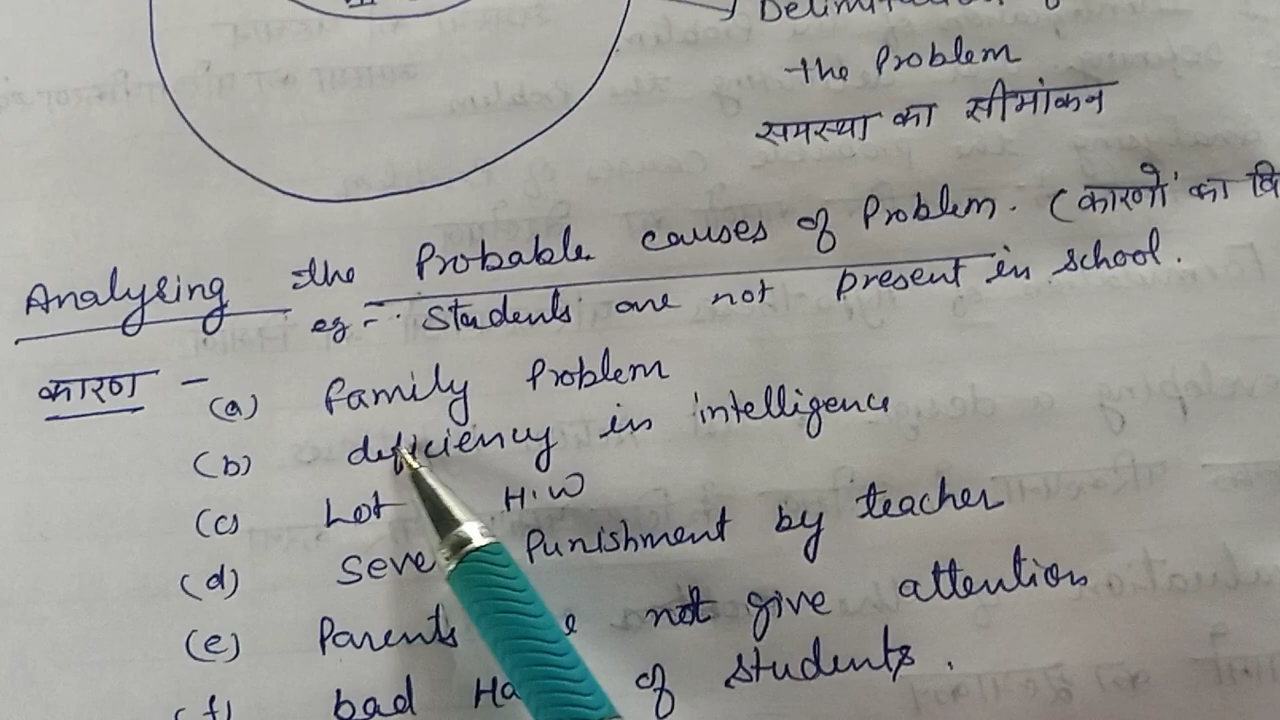 the Problem
समस्या का सीमांकन
Analysing the Probable causes of Problem. (कारणों का
eg - Students are not present in school.
कारण - (a) family Problem
(b) deficiency in intelligence
(c) Lot H.W
(d) Punishment by teacher
(e) Parents not give attention
(f) bad of students.